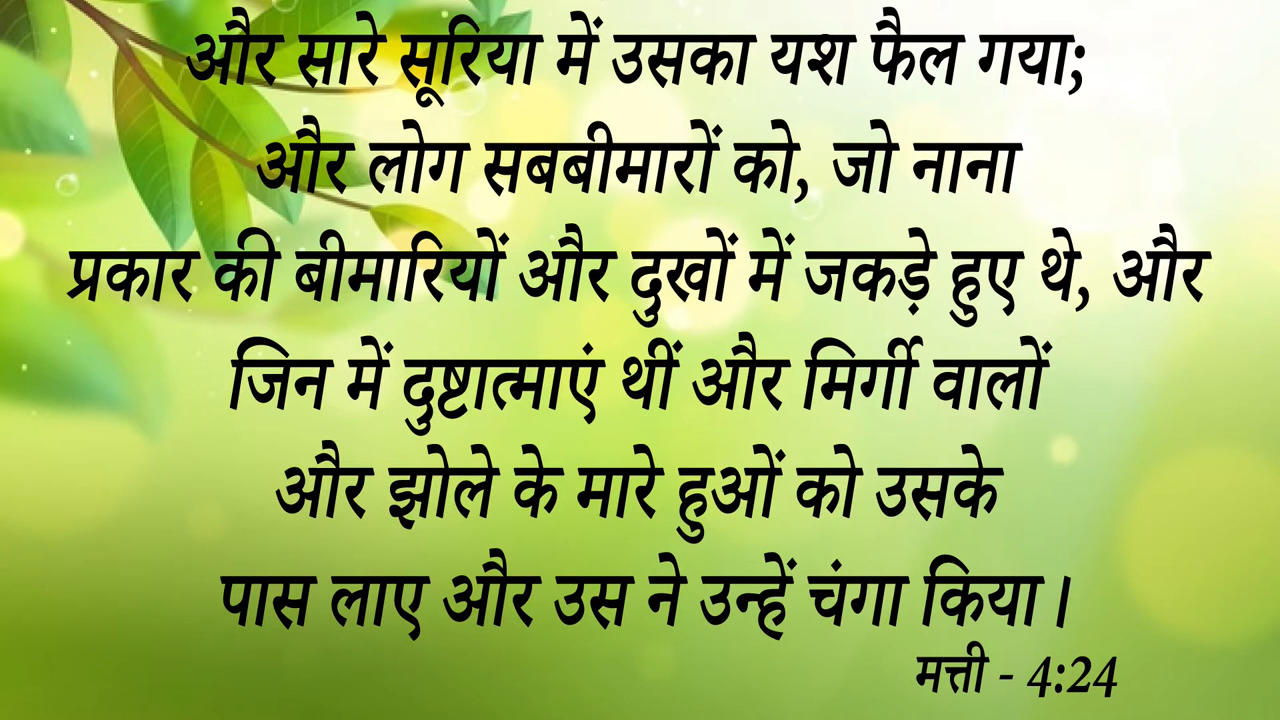 और सारे सूरिया में उसका यश फैल गया;
और लोग सबबीमारों को, जो नाना
प्रकार की बीमारियों और दुखों में जकड़े हुए थे, और
जिन में दुष्टात्माएं थीं और मिर्गी वालों
और झोले के मारे हुओं को उसके
पास लाए और उस ने उन्हें चंगा किया।
मत्ती - 4:24